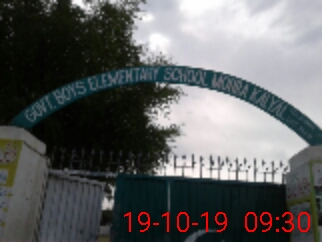 GOVT BOYS ELEMENTARY SCHOOL MOHRA KALYAL
19-10-19 09:30